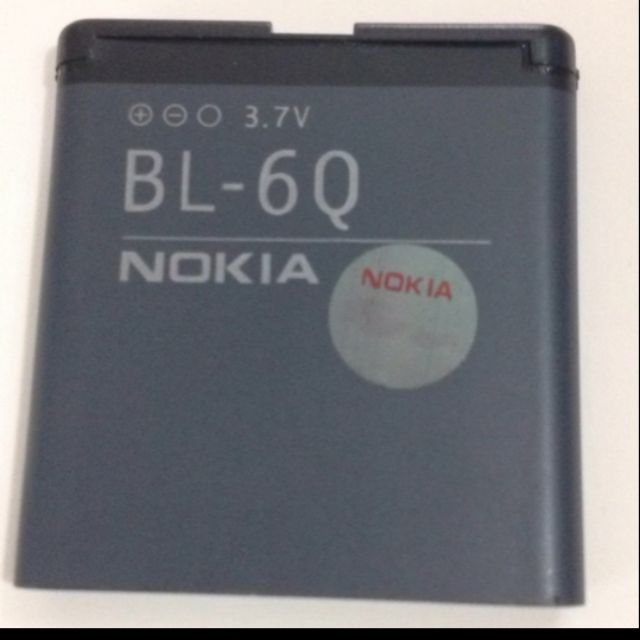 ⊕ ⊖ ○ 3.7V
BL-6Q
NOKIA
NOKIA